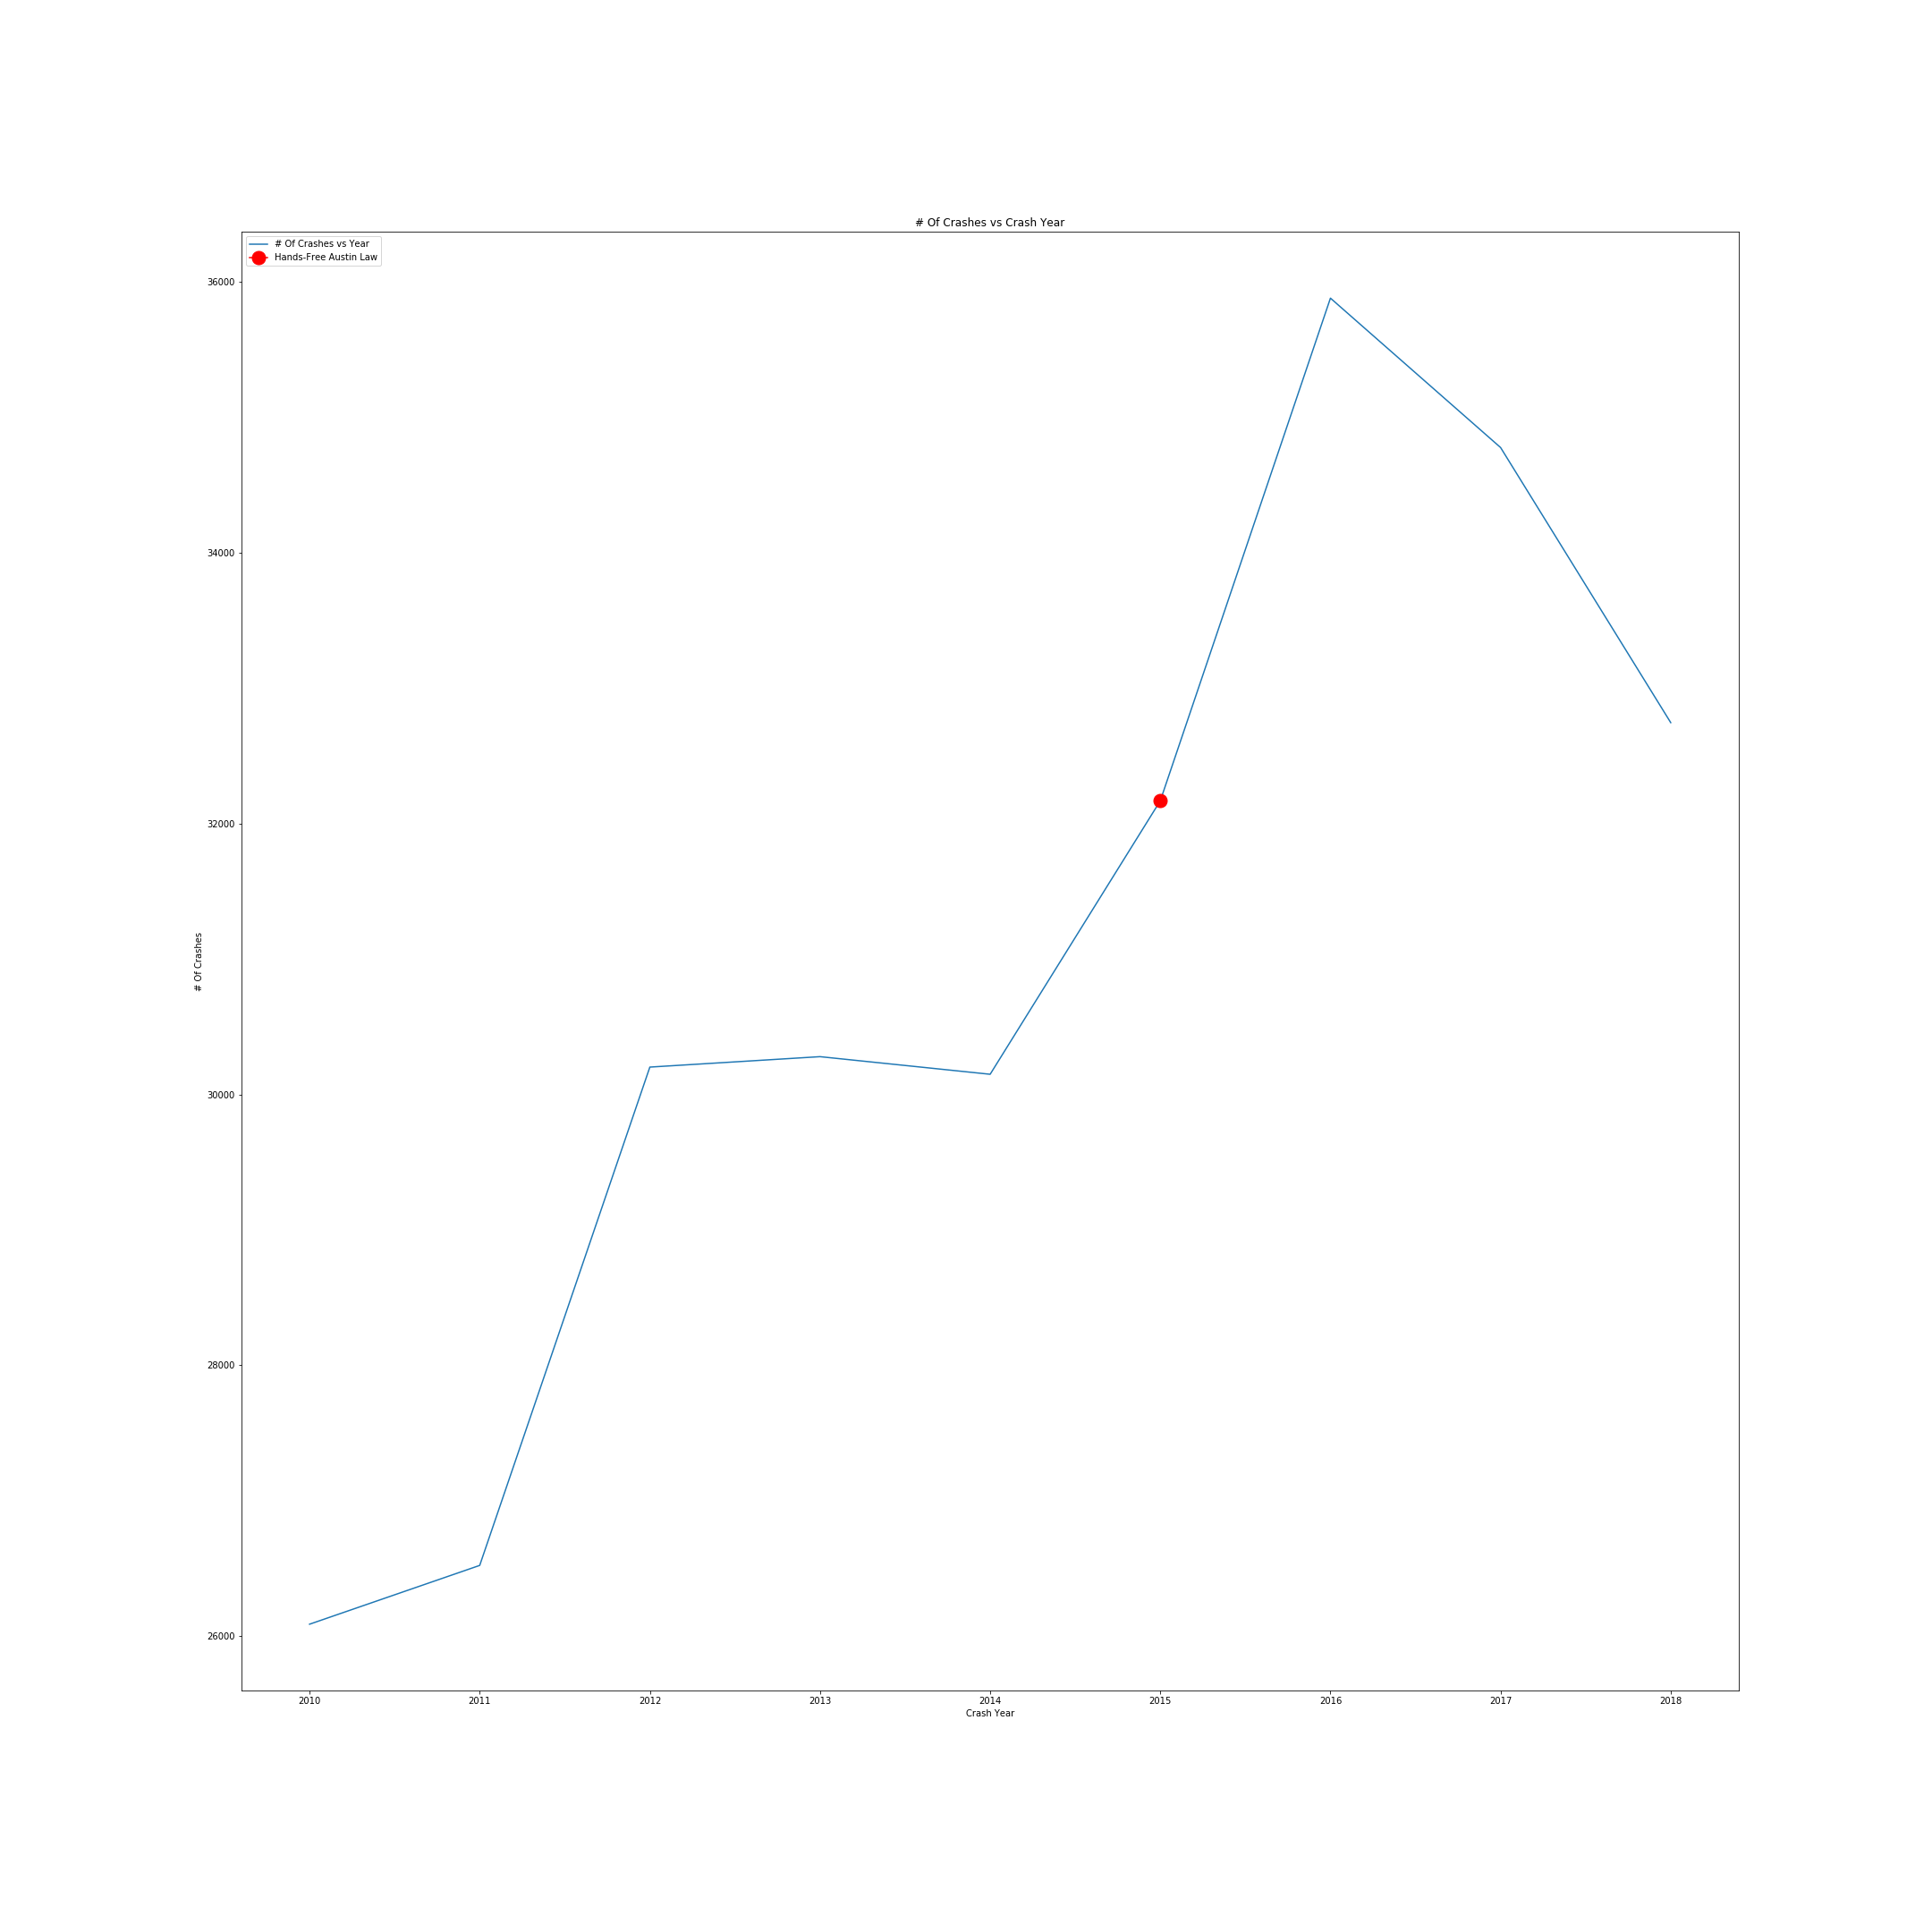 # Of Crashes vs Crash Year
# Of Crashes vs Year
Hands-Free Austin Law
36000
34000
32000
30000
28000
26000
# Of Crashes
2010 2011 2012 2013 2014 2015 2016 2017 2018
Crash Year